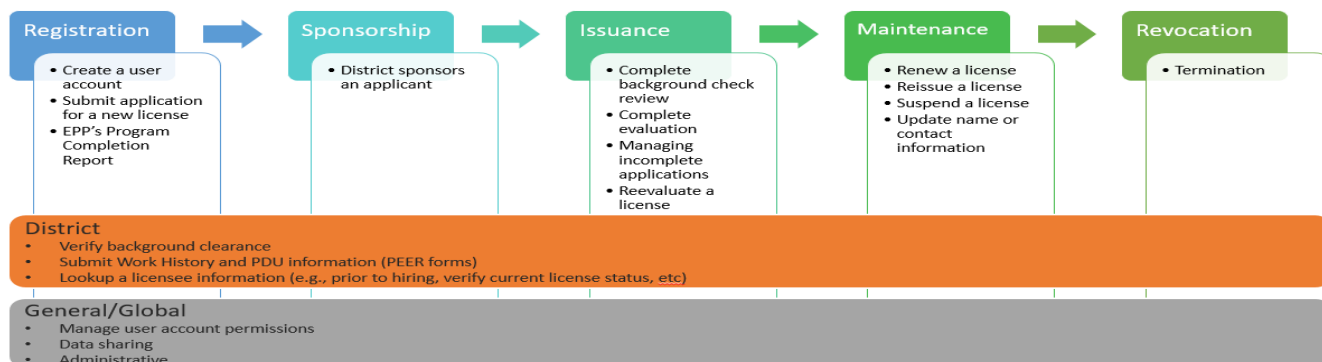 Registration
• Create a user
account
• Submit application
for a new license
• EPP's Program
Completion
Report
Sponsorship
• District sponsors
an applicant
Issuance
• Complete
background check
review
• Complete
evaluation
• Managing
incomplete
applications
• Reevaluate a
license
Maintenance
• Renew a license
• Reissue a license
• Suspend a license
• Update name or
contact
information
Revocation
• Termination
District
• Verify background clearance
• Submit Work History and PDU information (PEER forms)
• Lookup a licensee information (e.g., prior to hiring, verify current license status, etc)
General/Global
• Manage user account permissions
• Data sharing
• Administrative